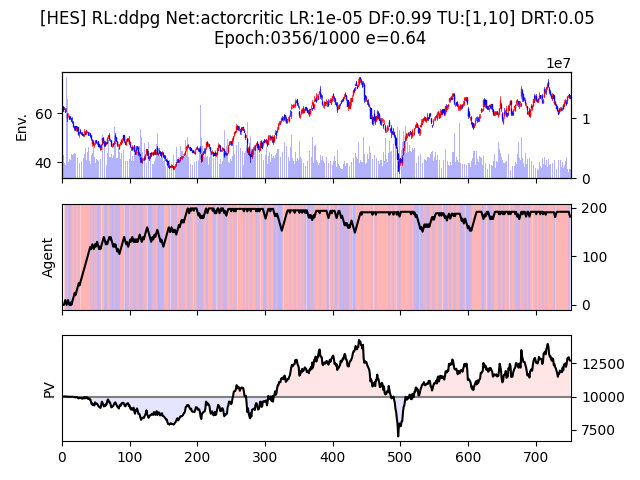 [HES] RL:ddpg Net:actorcritic LR:1e-05 DF:0.99 TU:[1,10] DRT:0.05
Epoch:0356/1000 e=0.64
1e7
Env.
60
40
1
0
Agent
200
100
0
PV
12500
10000
7500
0 100 200 300 400 500 600 700